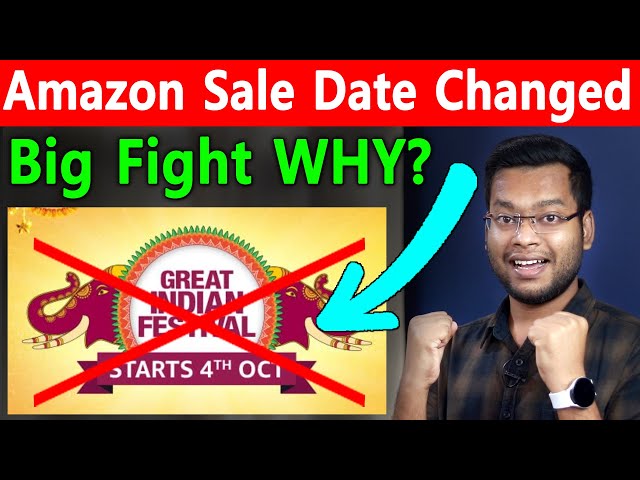 Amazon Sale Date Changed
Big Fight WHY?
GREAT
INDIAN
FESTIVAL
STARTS 4TH OCT